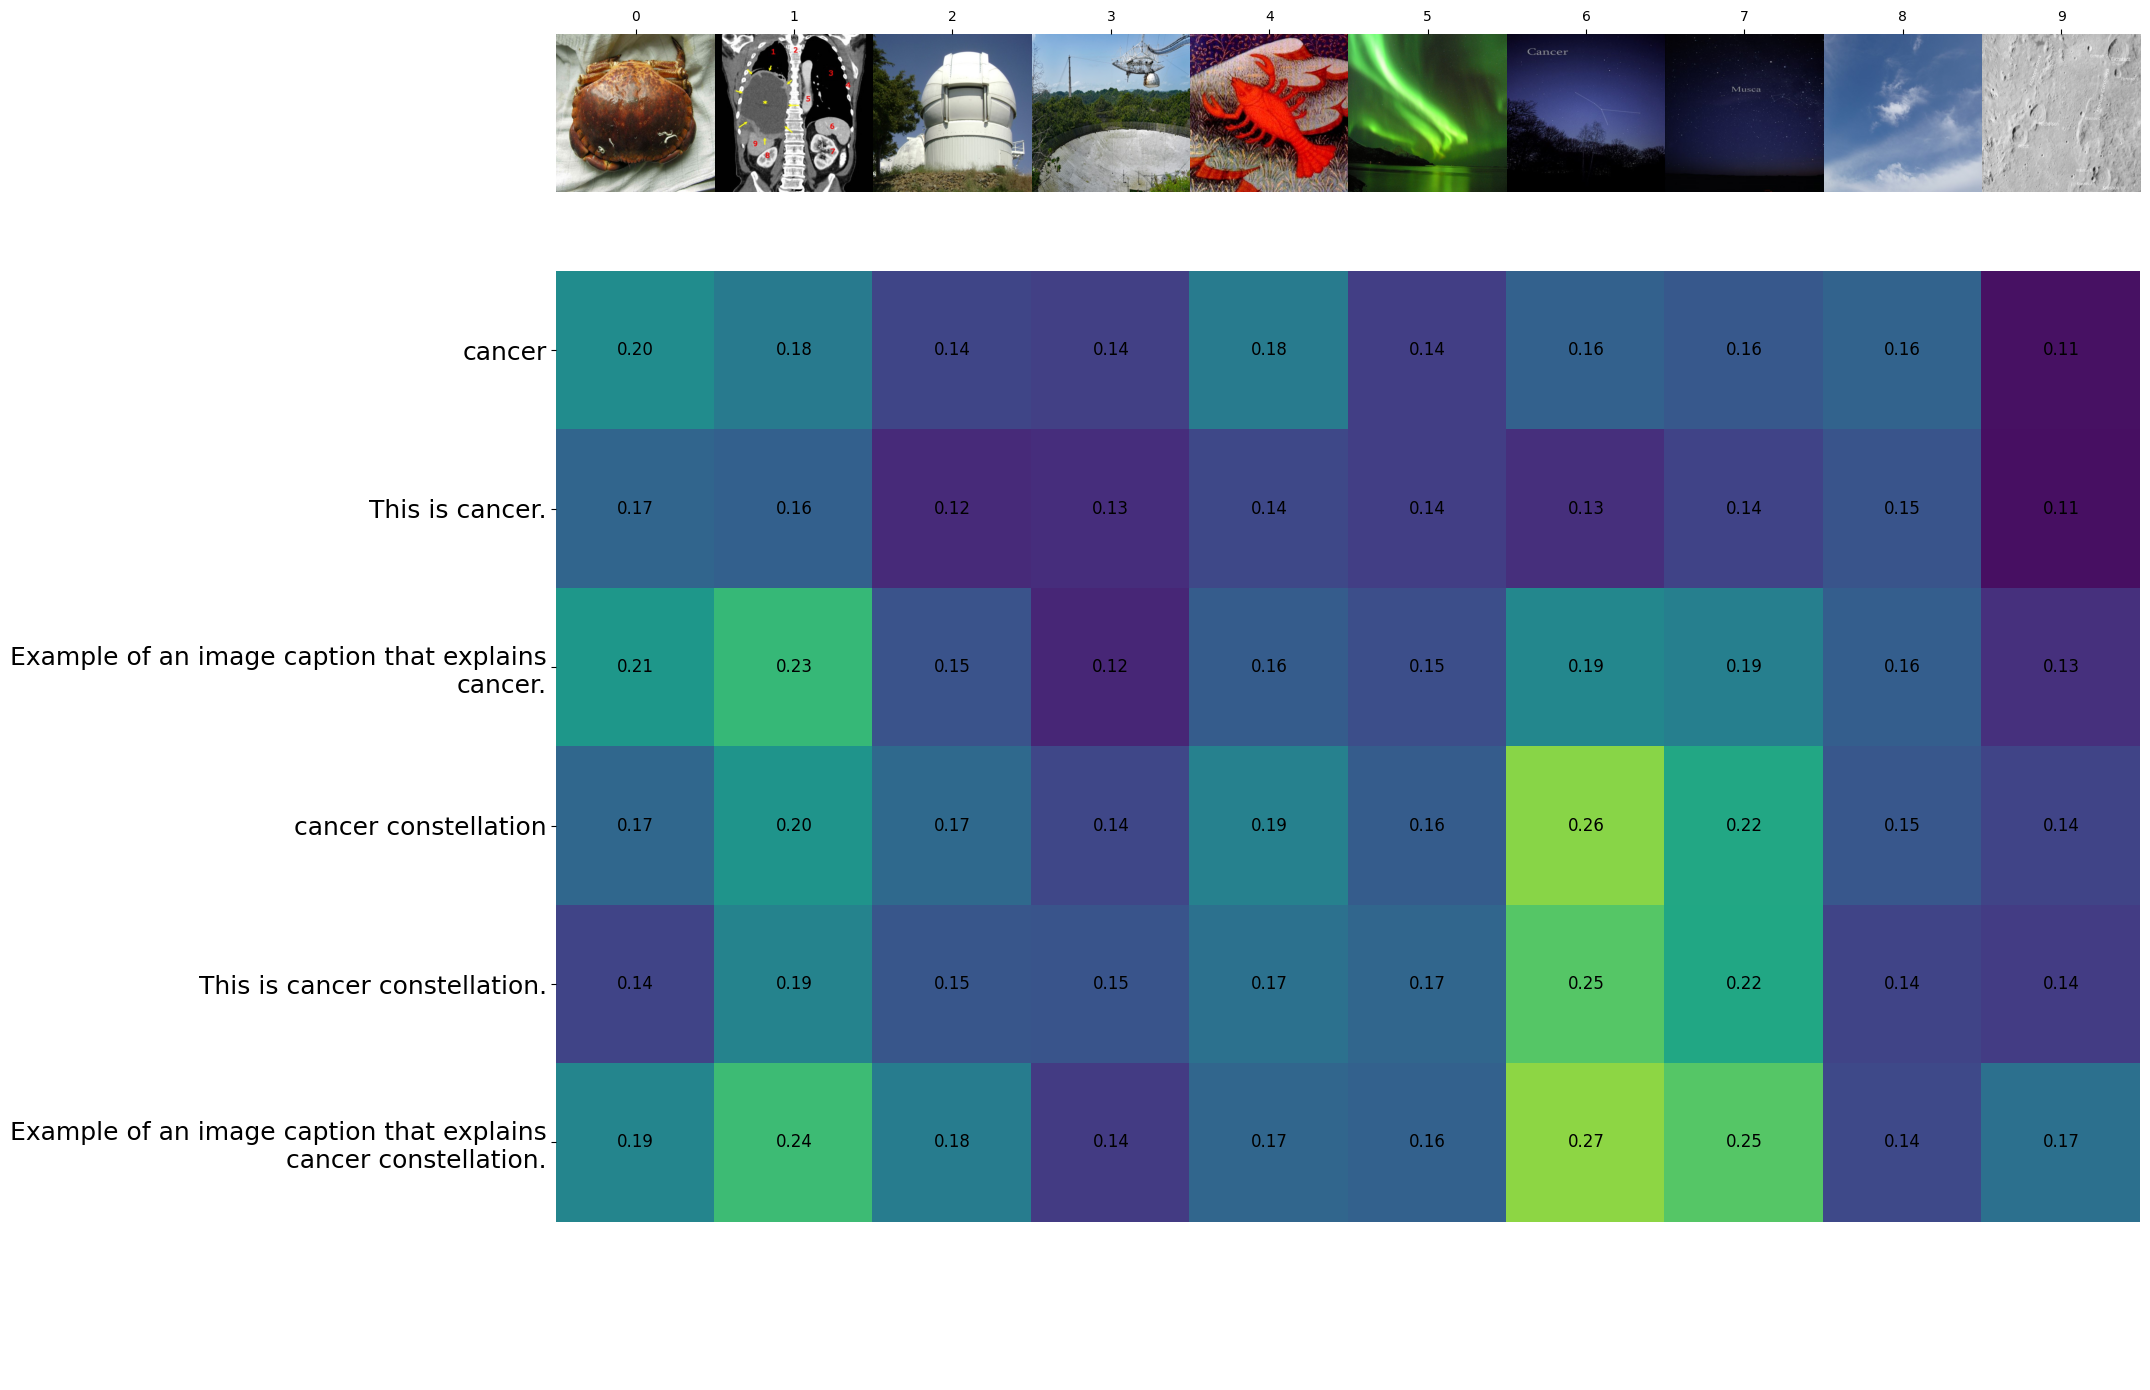 0 1 2 3 4 5 6 7 8 9
1 2 3 5 6 7 8 9 Cancer Musca
cancer 0.20 0.18 0.14 0.14 0.18 0.14 0.16 0.16 0.16 0.11
This is cancer. 0.17 0.16 0.12 0.13 0.14 0.14 0.13 0.14 0.15 0.11
Example of an image caption that explains
cancer. 0.21 0.23 0.15 0.12 0.16 0.15 0.19 0.19 0.16 0.13
cancer constellation 0.17 0.20 0.17 0.14 0.19 0.16 0.26 0.22 0.15 0.14
This is cancer constellation. 0.14 0.19 0.15 0.15 0.17 0.17 0.25 0.22 0.14 0.14
Example of an image caption that explains
cancer constellation. 0.19 0.24 0.18 0.14 0.17 0.16 0.27 0.25 0.14 0.17